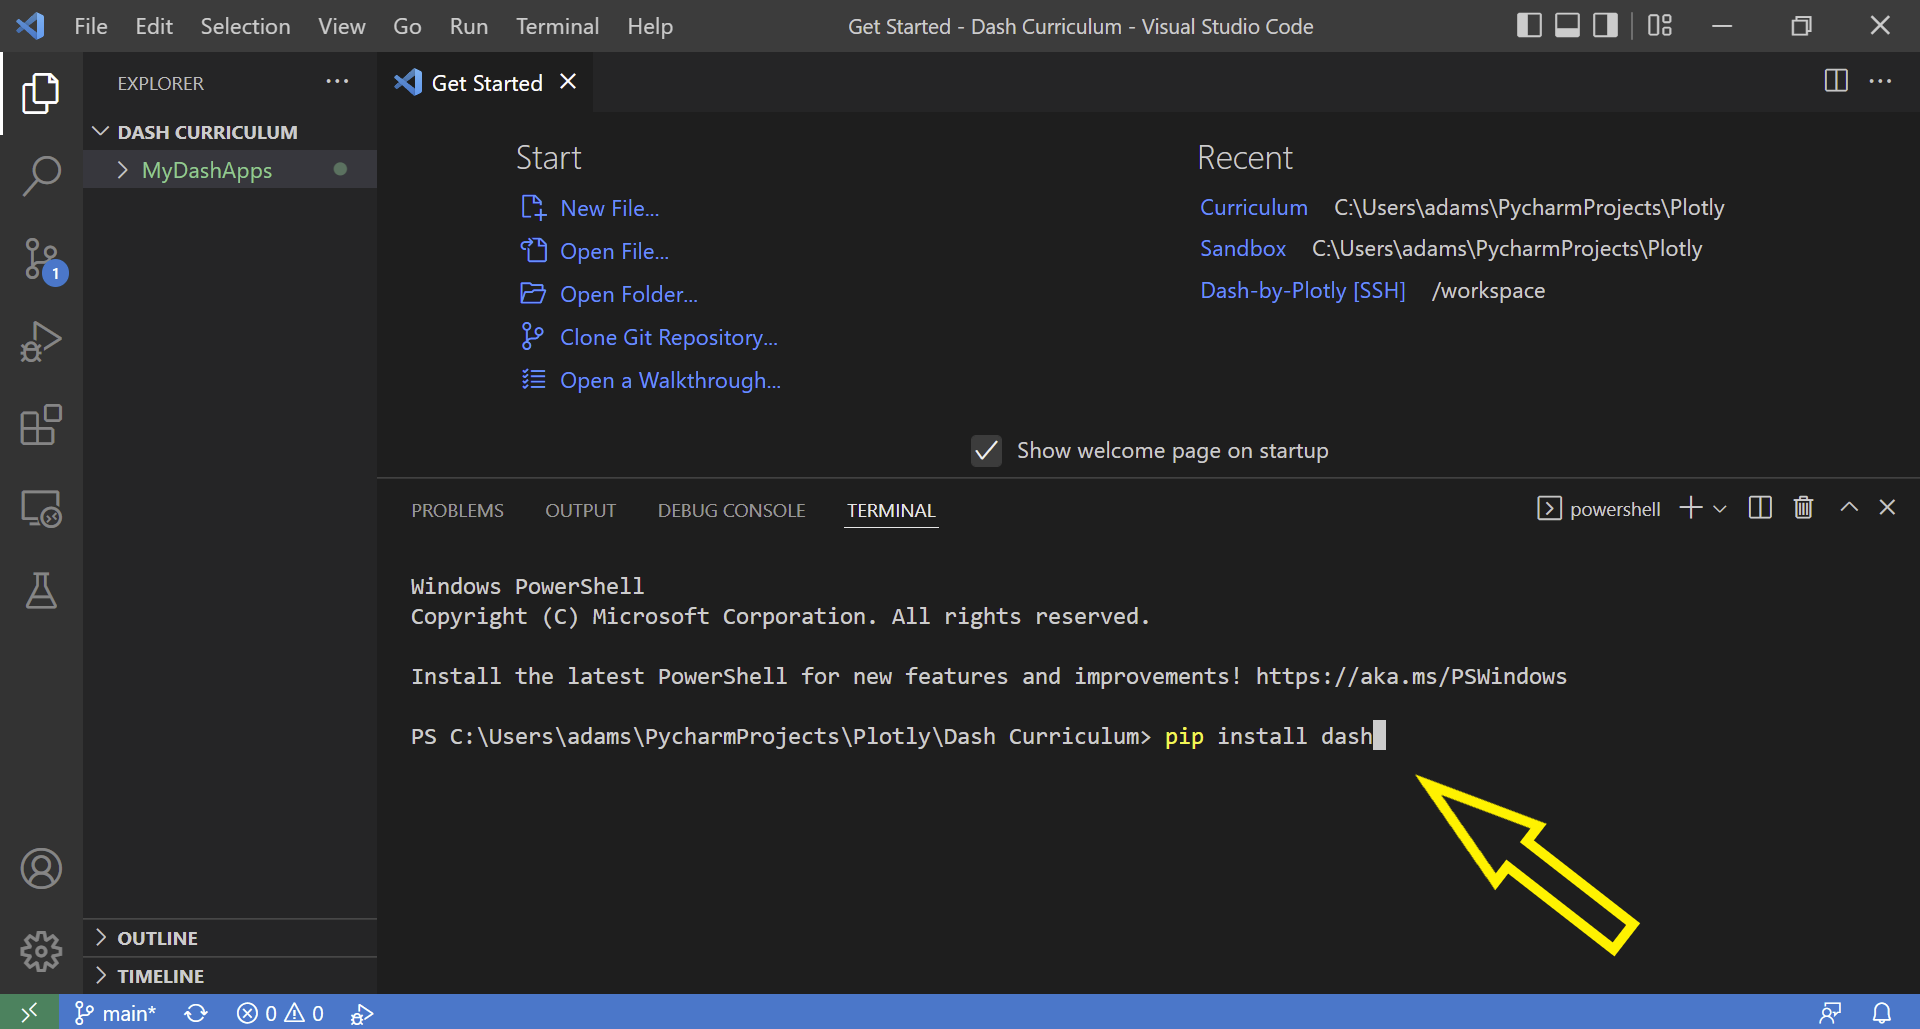 File Edit Selection View Go Run Terminal Help
Get Started - Dash Curriculum - Visual Studio Code
EXPLORER
DASH CURRICULUM
MyDashApps
1
OUTLINE
TIMELINE
Get Started
Start
New File...
Open File...
Open Folder...
Clone Git Repository...
Open a Walkthrough...
Recent
Curriculum C:\Users\adams\PycharmProjects\Plotly
Sandbox C:\Users\adams\PycharmProjects\Plotly
Dash-by-Plotly [SSH] /workspace
Show welcome page on startup
PROBLEMS OUTPUT DEBUG CONSOLE TERMINAL
powershell
Windows PowerShell
Copyright (C) Microsoft Corporation. All rights reserved.
Install the latest PowerShell for new features and improvements! https://aka.ms/PSWindows
PS C:\Users\adams\PycharmProjects\Plotly\Dash Curriculum> pip install dash
main* 0 0